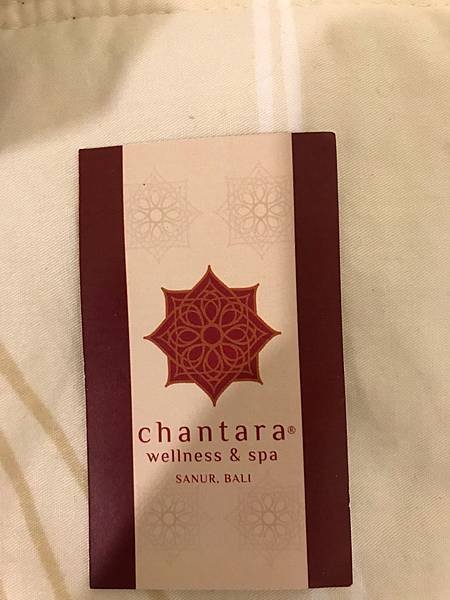 chantara®
wellness & spa
SANUR, BALI